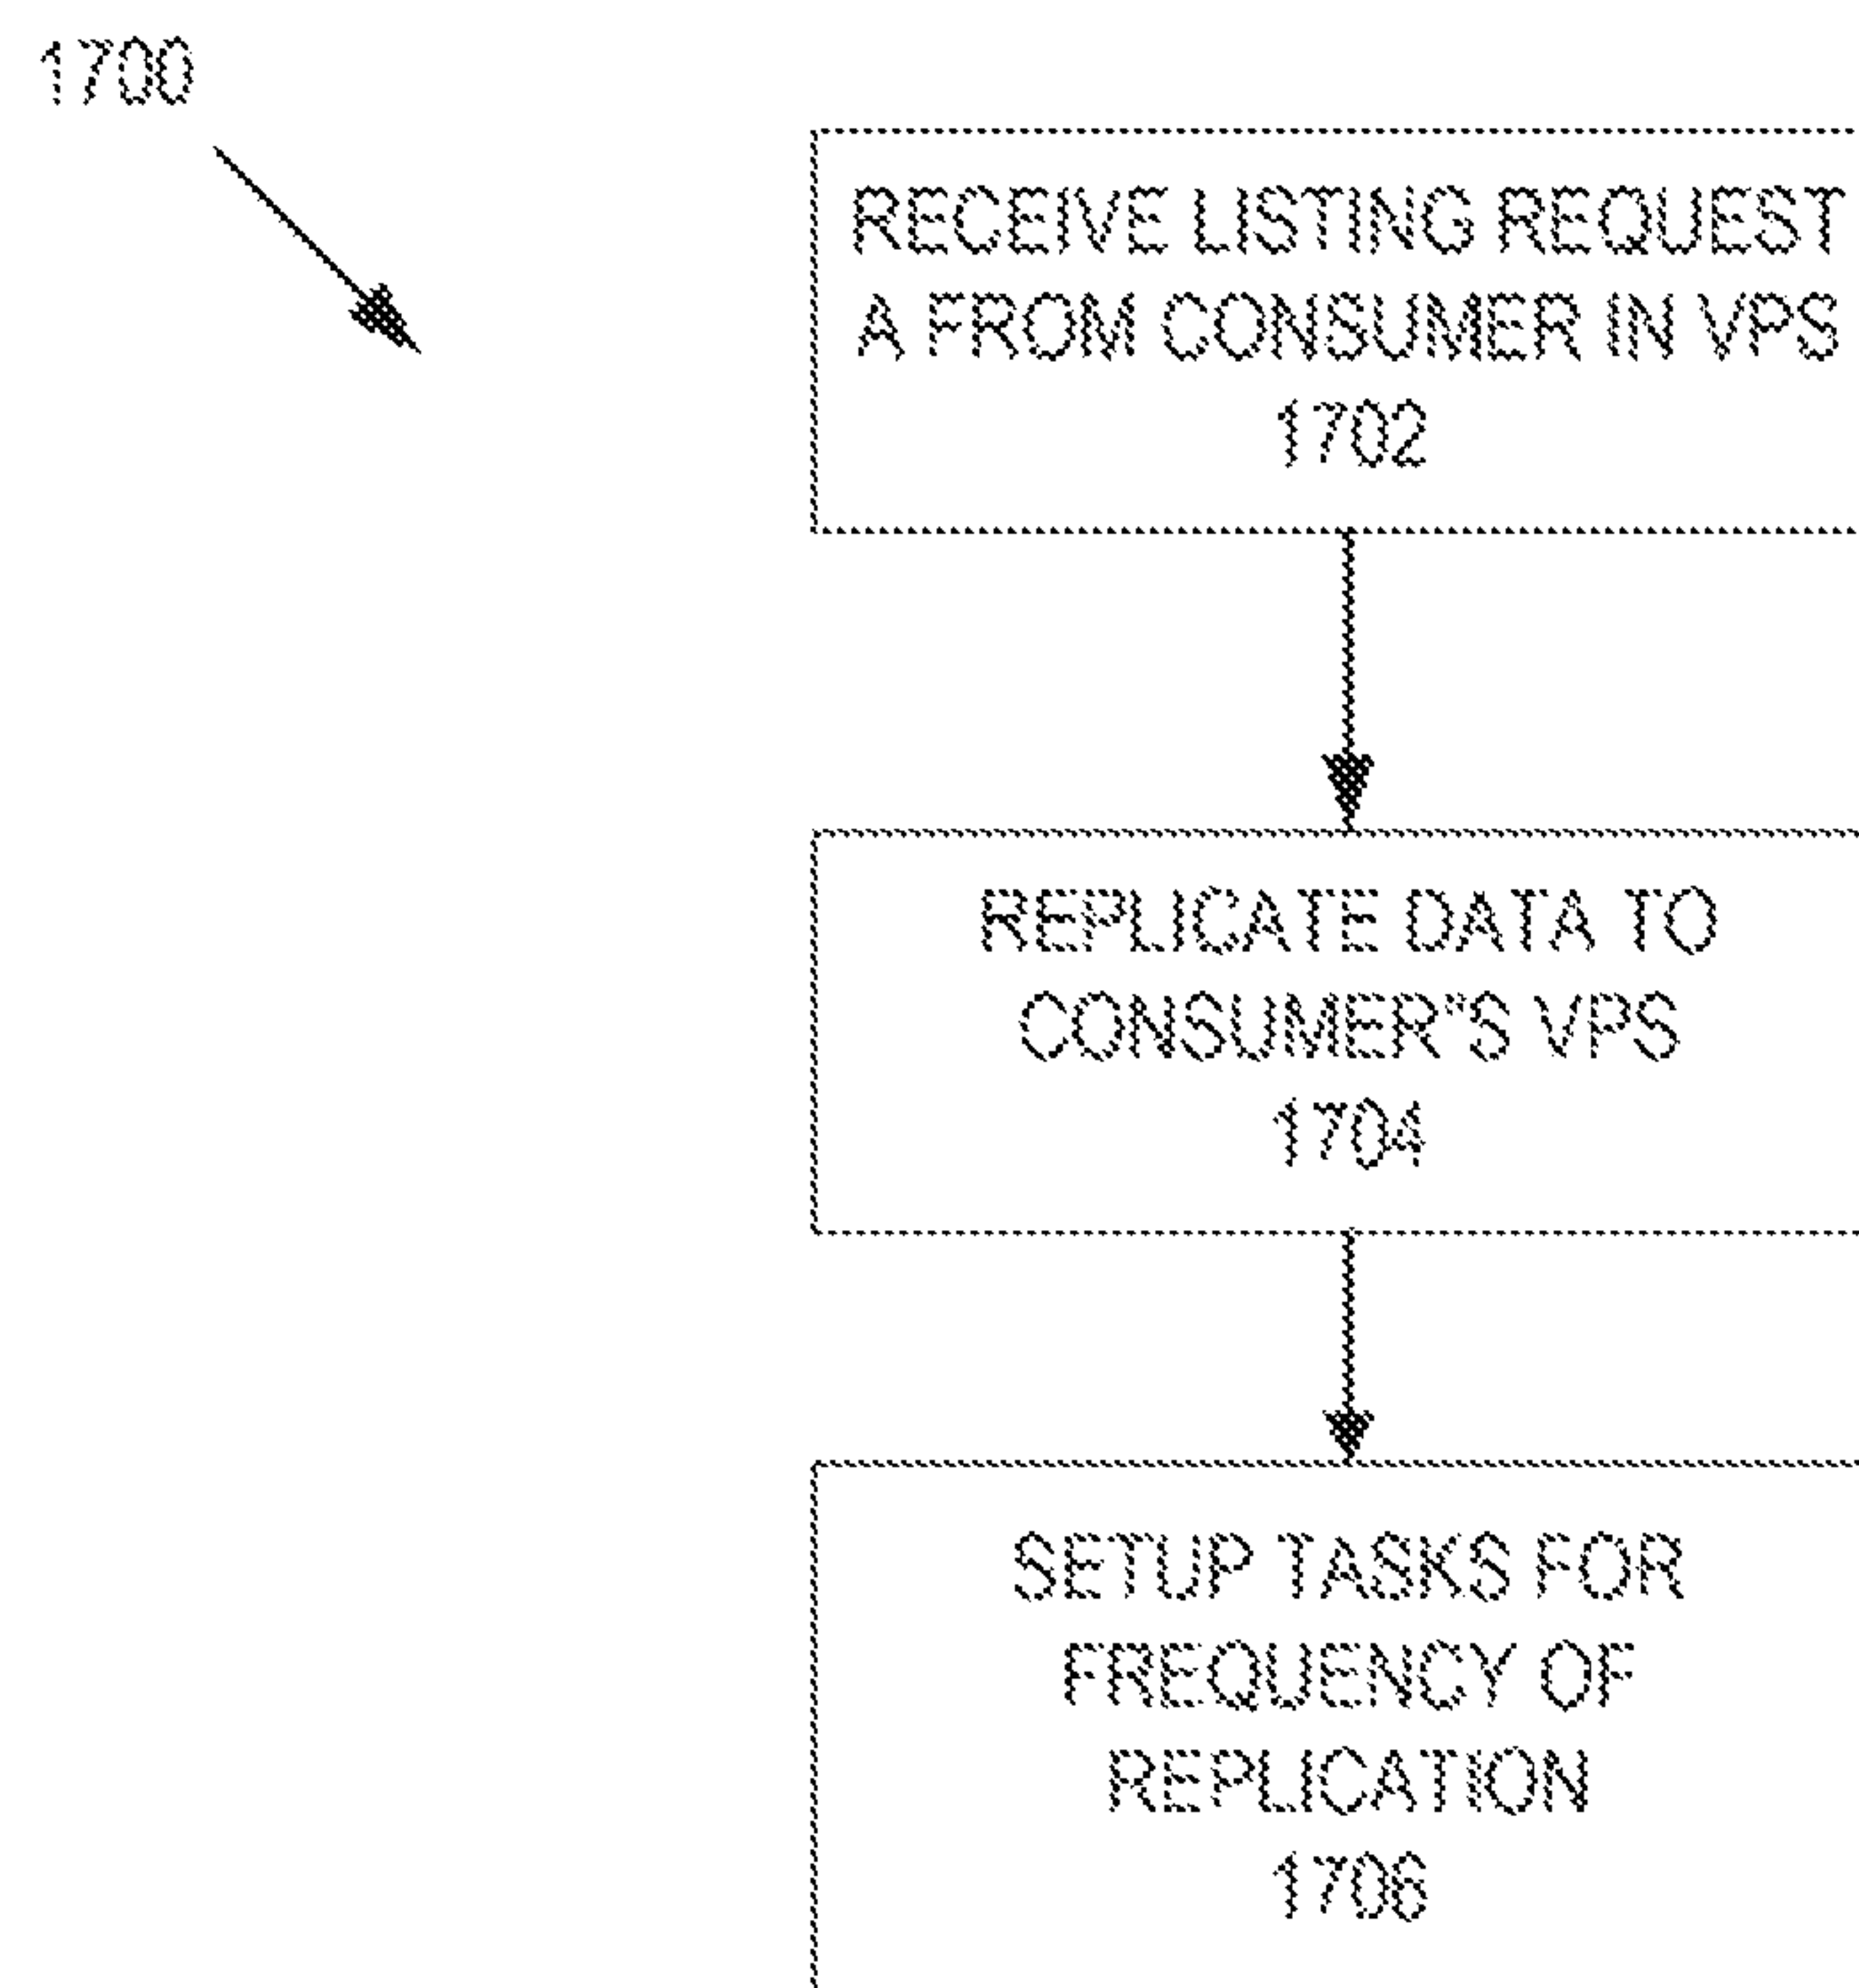 1700
RECEIVE LISTING REQUEST
A FROM CONSUMER IN VPS
1702
REPLICATE DATA TO
CONSUMER'S VPS
1704
SETUP TASKS FOR
FREQUENCY OF
REPLICATION
1706